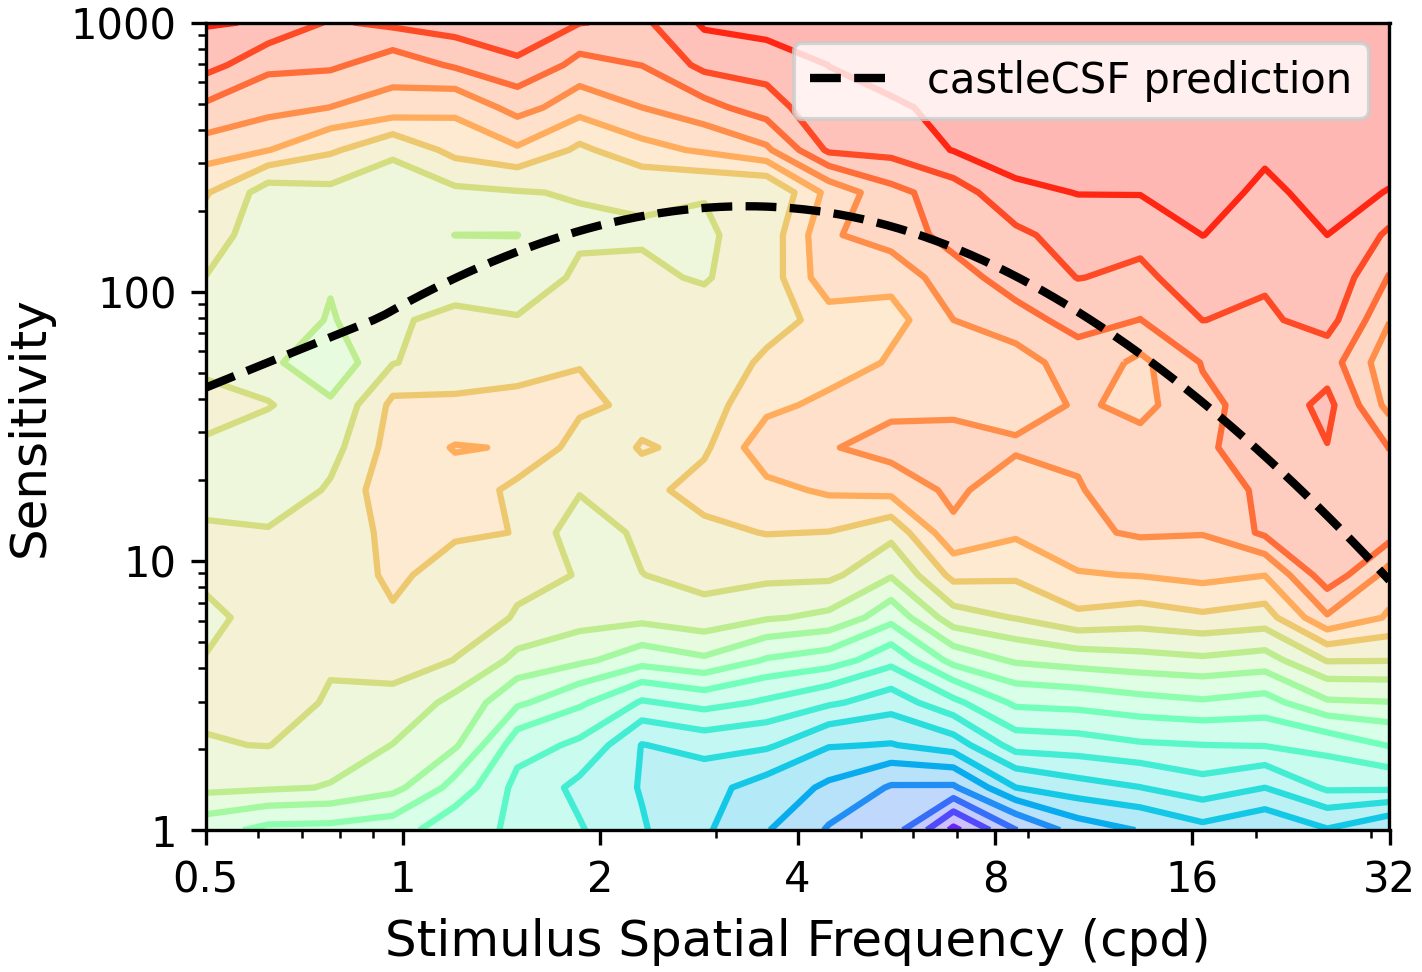 1000
100
10
1
Sensitivity
castleCSF prediction
0.5 1 2 4 8 16 32
Stimulus Spatial Frequency (cpd)